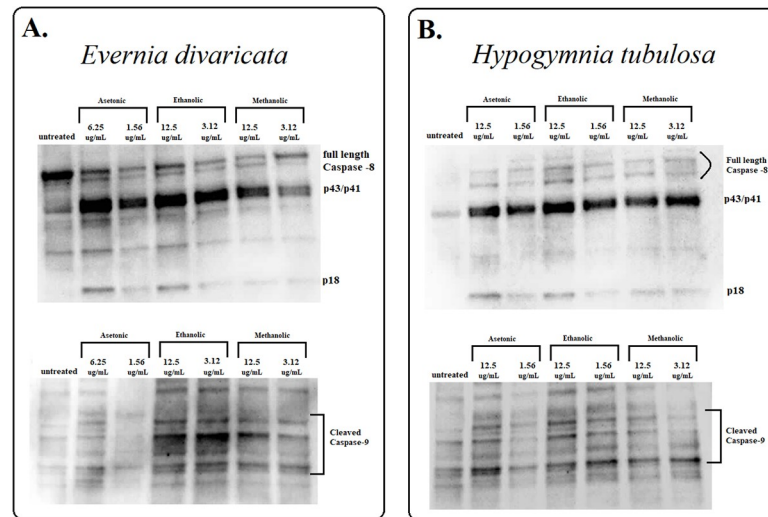 A.
Evernia divaricata
Asetonic Ethanolic Methanolic
untreated 6.25 ug/mL 1.56 ug/mL 12.5 ug/mL 3.12 ug/mL 12.5 ug/mL 3.12 ug/mL
full length
Caspase -8
p43/p41
p18
Asetonic Ethanolic Methanolic
untreated 6.25 ug/mL 1.56 ug/mL 12.5 ug/mL 3.12 ug/mL 12.5 ug/mL 3.12 ug/mL
Cleaved
Caspase-9
B.
Hypogymnia tubulosa
Asetonic Ethanolic Methanolic
untreated 12.5 ug/mL 1.56 ug/mL 12.5 ug/mL 1.56 ug/mL 12.5 ug/mL 3.12 ug/mL
Full length
Caspase -8
p43/p41
p18
Asetonic Ethanolic Methanolic
untreated 12.5 ug/mL 1.56 ug/mL 12.5 ug/mL 1.56 ug/mL 12.5 ug/mL 3.12 ug/mL
Cleaved
Caspase-9